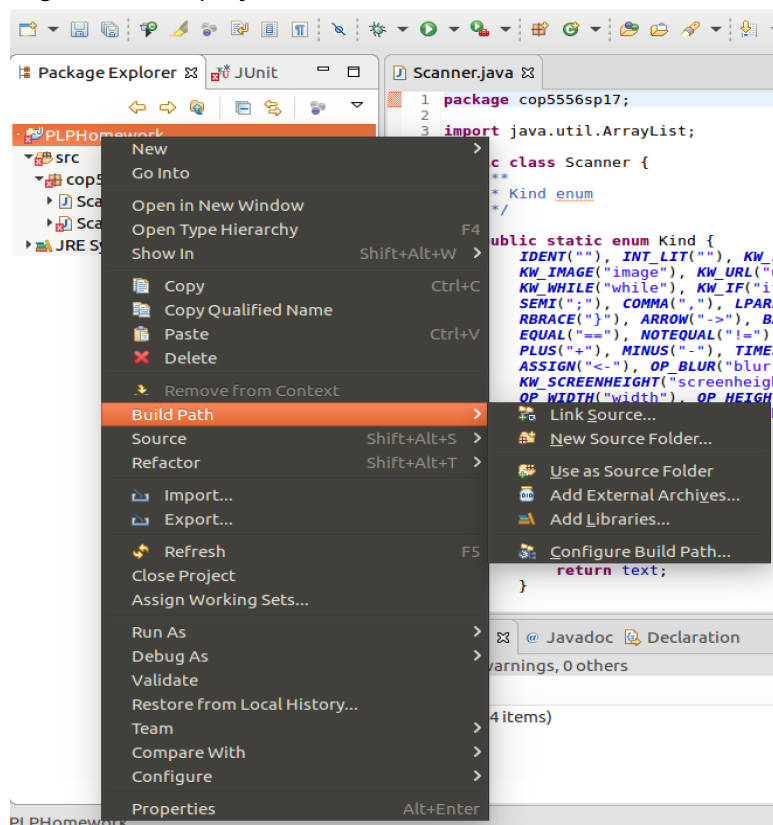 Package Explorer
JUnit
Scanner.java
PLPHomework
src
cop5
Sca
Sca
JRE Sy
1 package cop5556sp17;
2
3 import java.util.ArrayList;
c class Scanner {
**
* Kind enum
*/
ublic static enum Kind {
IDENT(""), INT_LIT(""), KW_
KW_IMAGE("image"), KW_URL("
KW_WHILE("while"), KW_IF("i
SEMI(";"), COMMA(","), LPAR
RBRACE("}"), ARROW("->"), B
EQUAL("=="), NOTEQUAL("!=")
PLUS("+"), MINUS("-"), TIME
ASSIGN("<-"), OP_BLUR("blur
KW_SCREENHEIGHT("screenheigh
OP_WIDTH("width"), OP_HEIGHT
return text;
}
New
Go Into
Open in New Window
Open Type Hierarchy F4
Show In Shift+Alt+W
Copy Ctrl+C
Copy Qualified Name
Paste Ctrl+V
Delete
Remove from Context
Build Path
Source Shift+Alt+S
Refactor Shift+Alt+T
Import...
Export...
Refresh F5
Close Project
Assign Working Sets...
Run As
Debug As
Validate
Restore from Local History...
Team
Compare With
Configure
Properties Alt+Enter
Link Source...
New Source Folder...
Use as Source Folder
Add External Archives...
Add Libraries...
Configure Build Path...
@ Javadoc
Declaration
varnings, 0 others
4 items)
PLPHomework